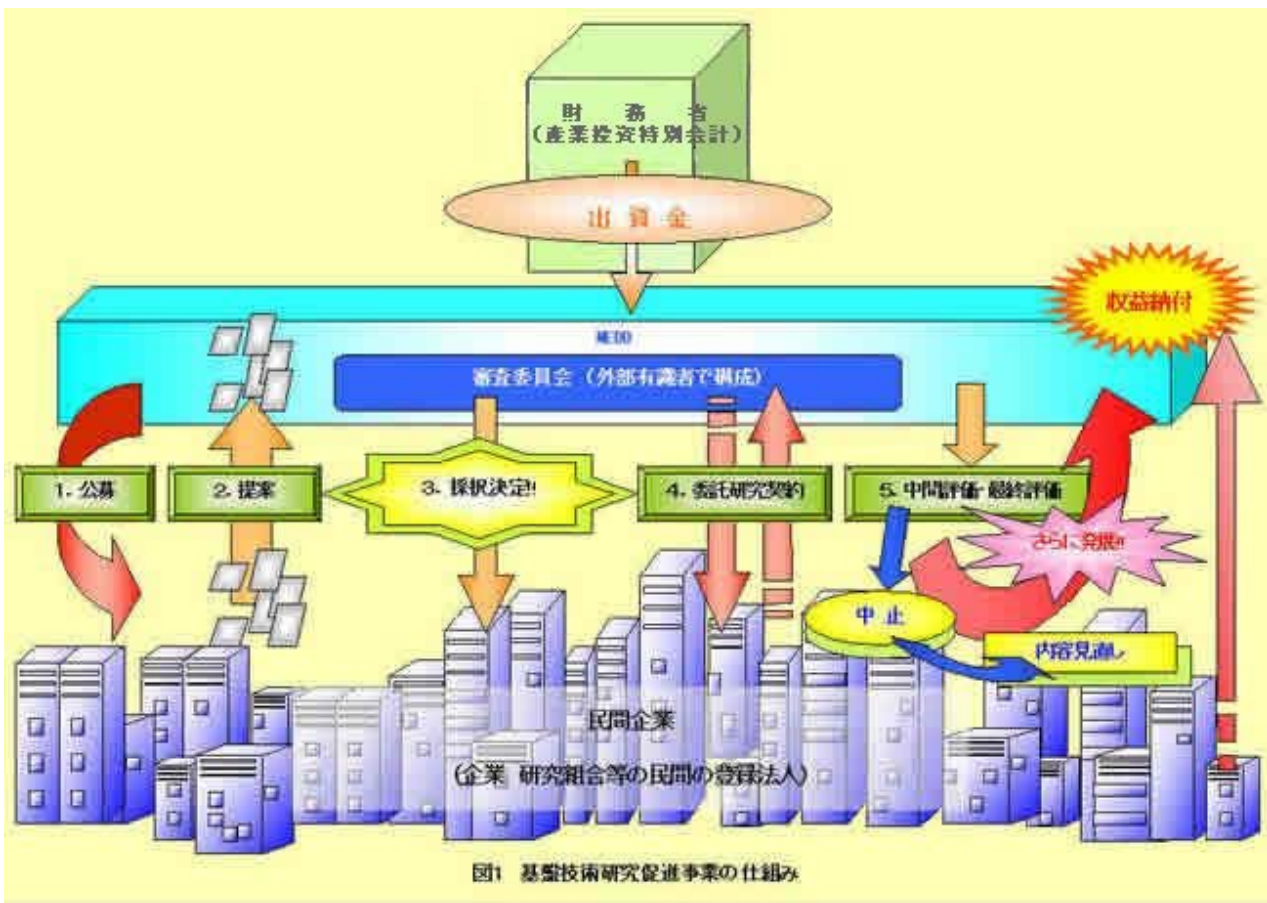 財 務 省
(産業投資特別会計)
出 資 金
収益納付
NEDO
審査委員会 (外部有識者で構成)
1. 公募
2. 提案
3. 採択決定!!
4. 委託研究契約
5. 中間評価・最終評価
さらに発展!!
中 止
内容見直し
民間企業
(企業 研究組合等の民間の登録法人)
図1 基盤技術研究促進事業の仕組み